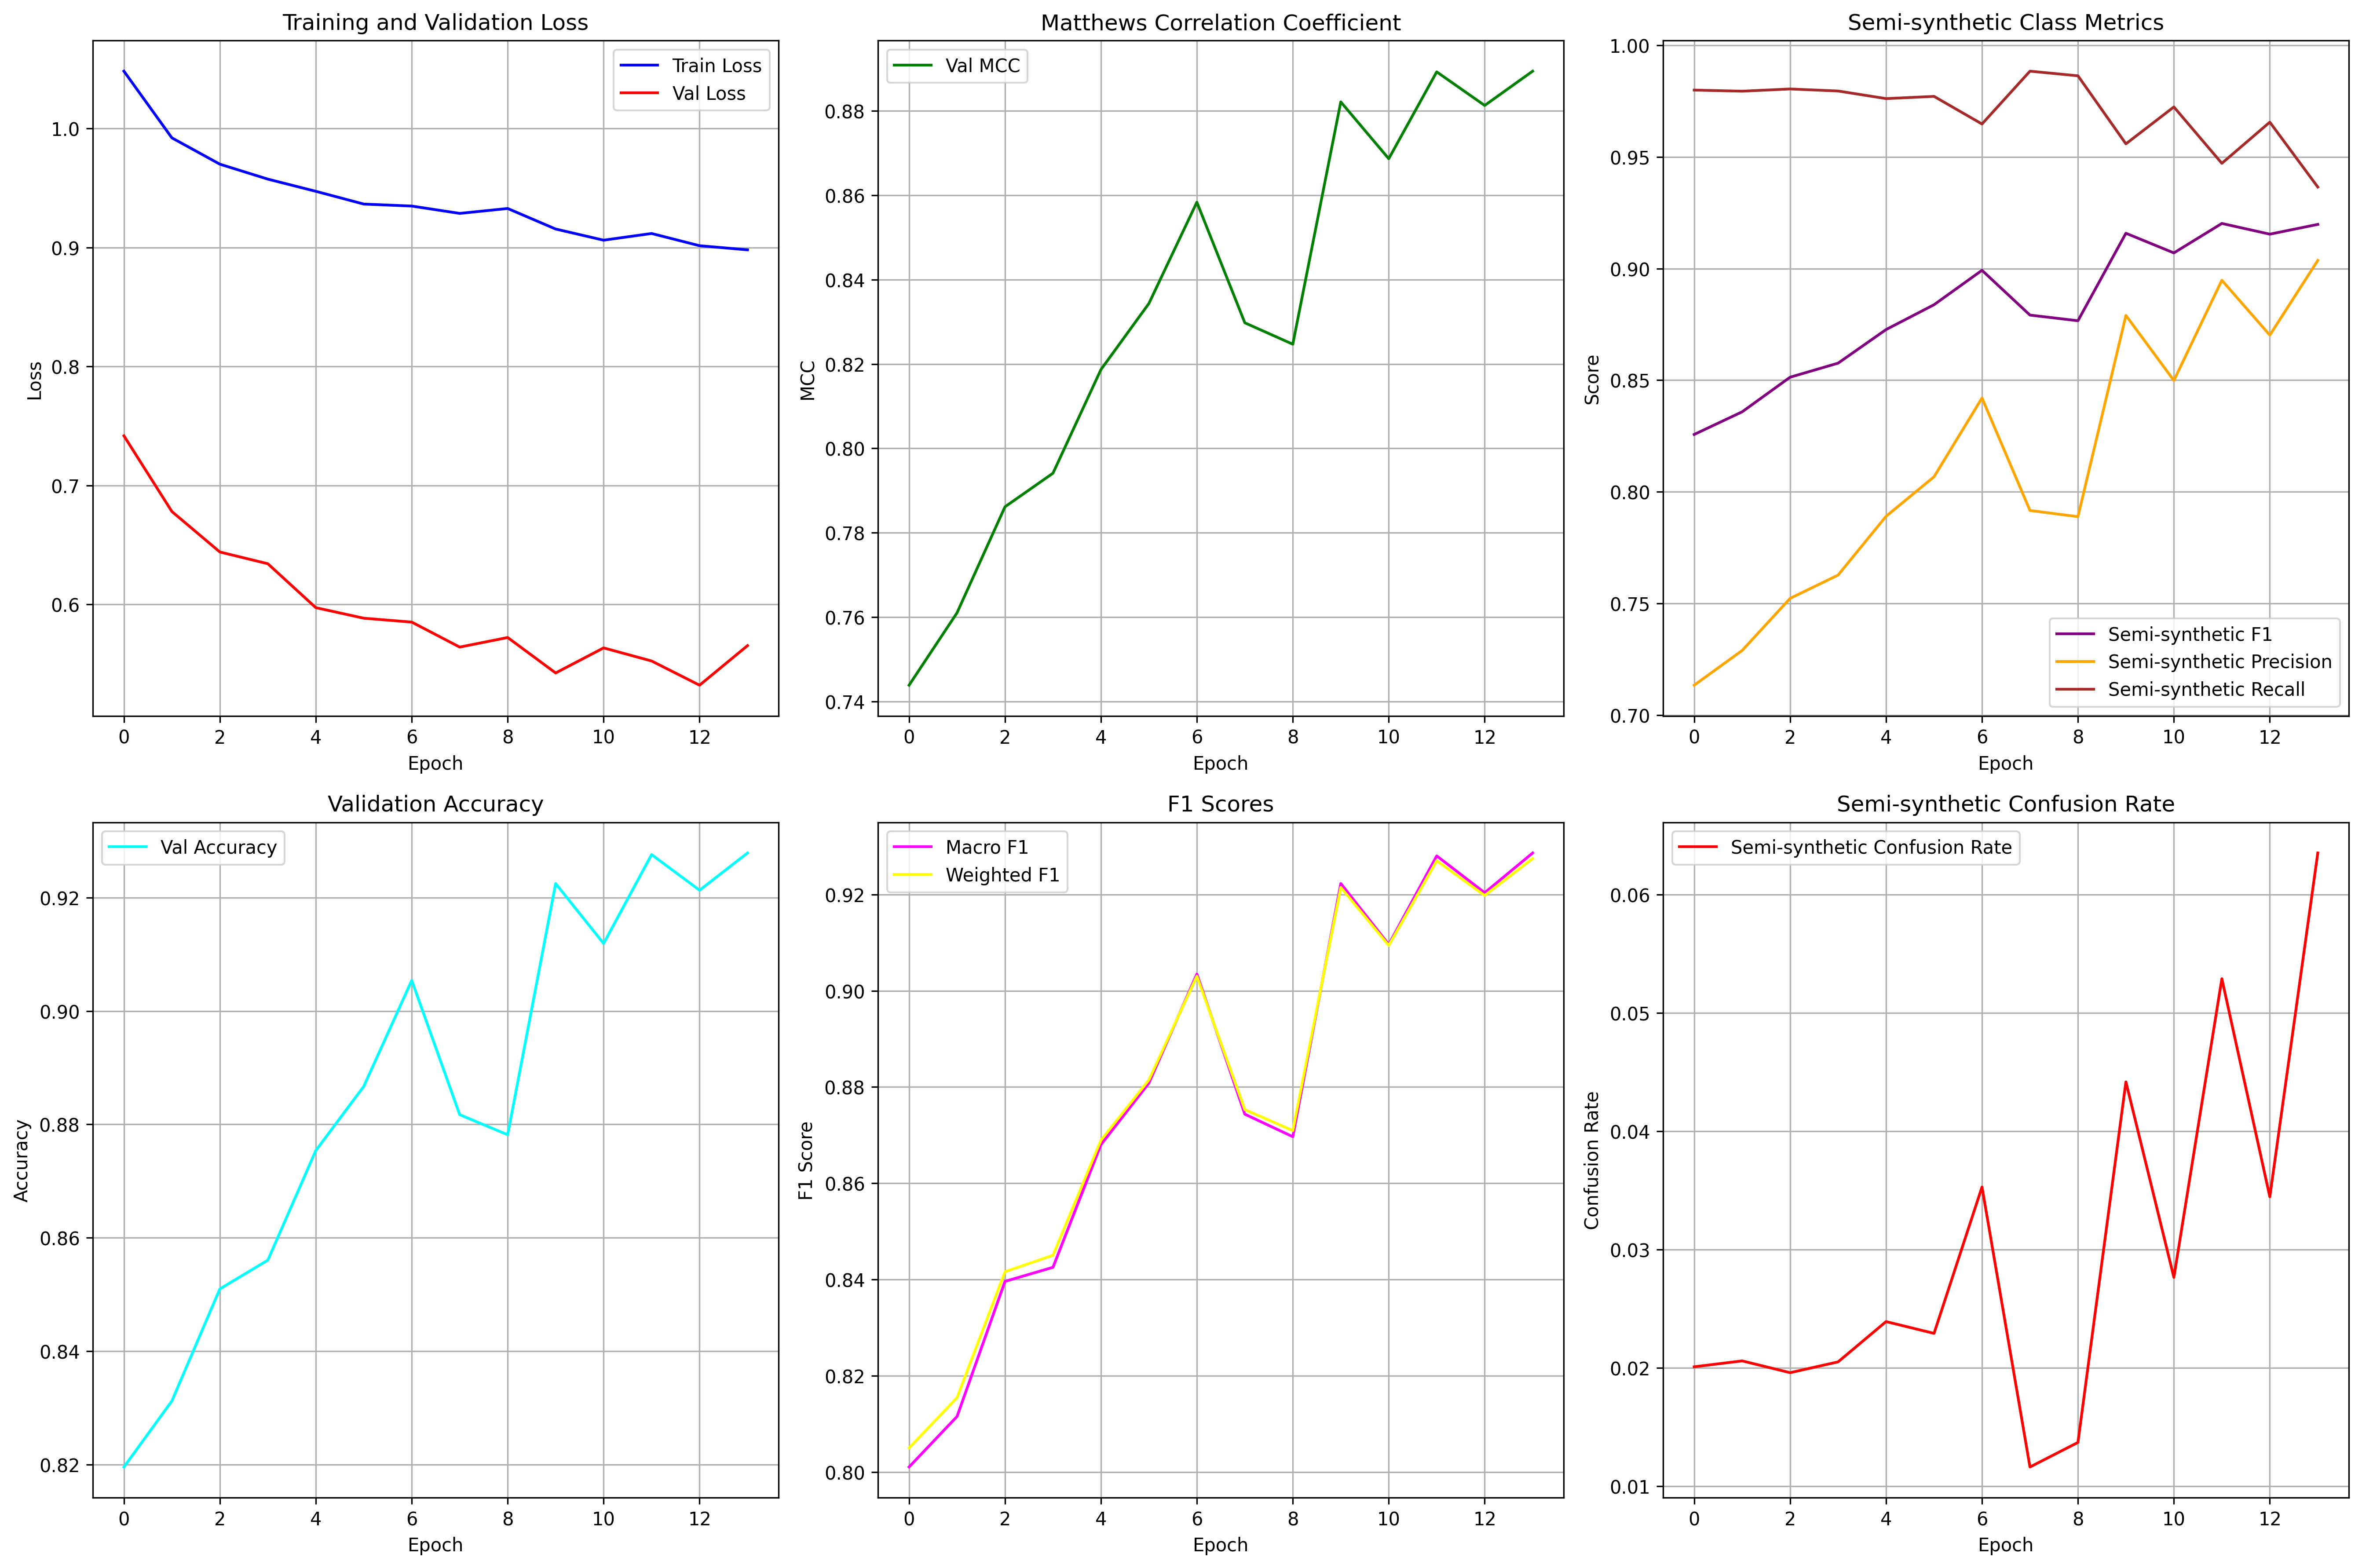 Training and Validation Loss
Train Loss
Val Loss
1.0
0.9
0.8
0.7
0.6
Loss
0 2 4 6 8 10 12
Epoch
Matthews Correlation Coefficient
Val MCC
0.88
0.86
0.84
0.82
0.80
0.78
0.76
0.74
MCC
0 2 4 6 8 10 12
Epoch
Semi-synthetic Class Metrics
1.00
0.95
0.90
0.85
0.80
0.75
0.70
Score
Semi-synthetic F1
Semi-synthetic Precision
Semi-synthetic Recall
0 2 4 6 8 10 12
Epoch
Validation Accuracy
Val Accuracy
0.92
0.90
0.88
0.86
0.84
0.82
Accuracy
0 2 4 6 8 10 12
Epoch
F1 Scores
Macro F1
Weighted F1
0.92
0.90
0.88
0.86
0.84
0.82
0.80
F1 Score
0 2 4 6 8 10 12
Epoch
Semi-synthetic Confusion Rate
Semi-synthetic Confusion Rate
0.06
0.05
0.04
0.03
0.02
0.01
Confusion Rate
0 2 4 6 8 10 12
Epoch